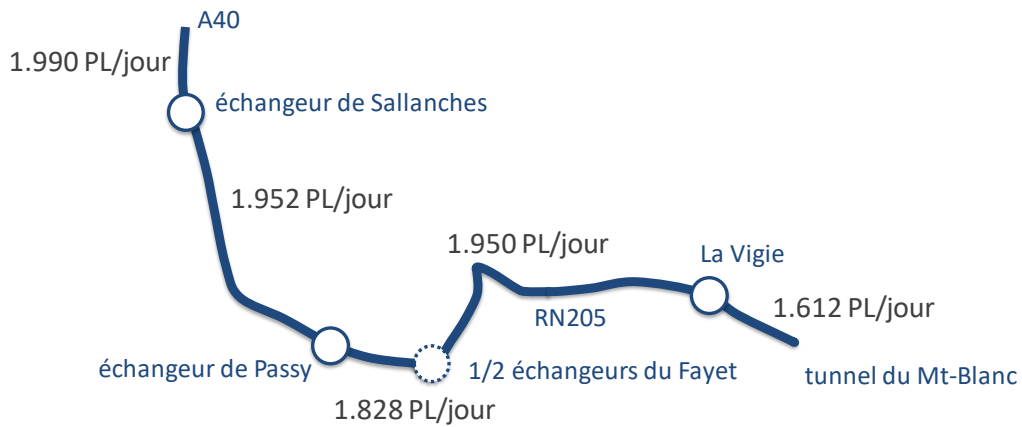 A40
1.990 PL/jour
échangeur de Sallanches
1.952 PL/jour
1.950 PL/jour
La Vigie
RN205
1.612 PL/jour
échangeur de Passy
1/2 échangeurs du Fayet
tunnel du Mt-Blanc
1.828 PL/jour